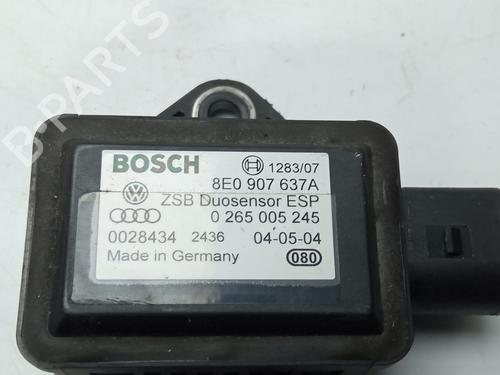 B-PARTS
BOSCH 1283/07
8E0 907 637A
ZSB Duosensor ESP
0 265 005 245
0028434 2436 04-05-04
Made in Germany 080